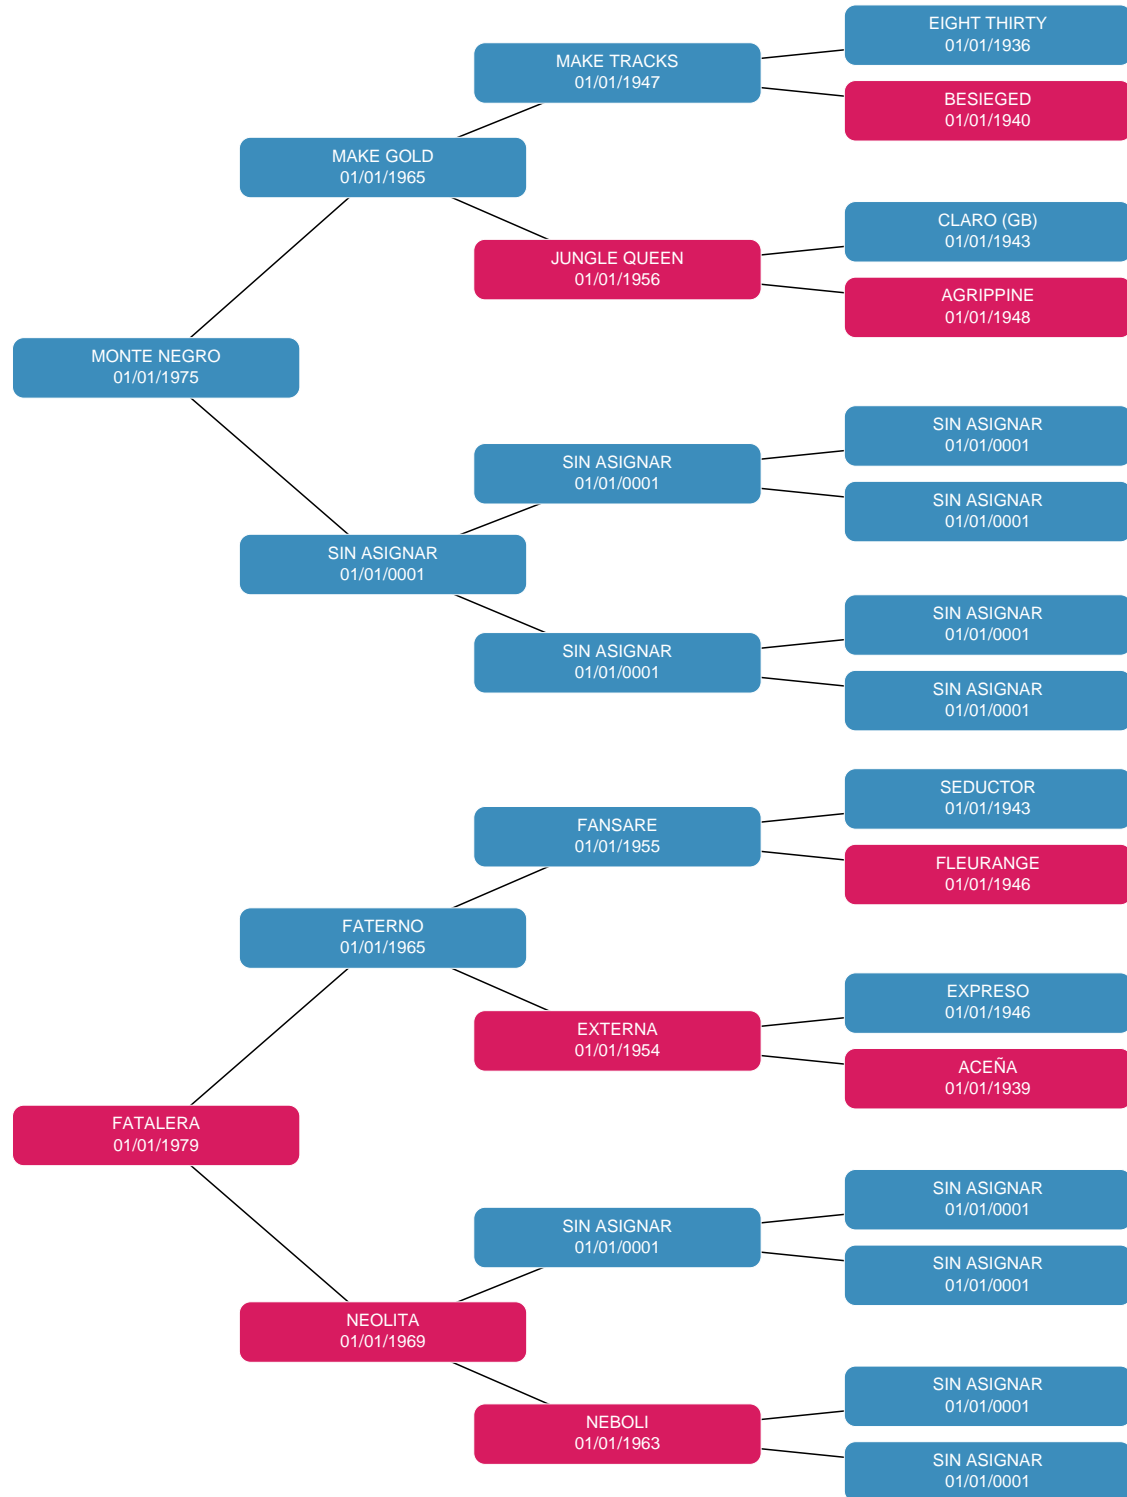 EIGHT THIRTY
01/01/1936
MAKE TRACKS
01/01/1947
BESIEGED
01/01/1940
MAKE GOLD
01/01/1965
CLARO (GB)
01/01/1943
JUNGLE QUEEN
01/01/1956
AGRIPPINE
01/01/1948
MONTE NEGRO
01/01/1975
SIN ASIGNAR
01/01/0001
SIN ASIGNAR
01/01/0001
SIN ASIGNAR
01/01/0001
SIN ASIGNAR
01/01/0001
SIN ASIGNAR
01/01/0001
SIN ASIGNAR
01/01/0001
SIN ASIGNAR
01/01/0001
SEDUCTOR
01/01/1943
FANSARE
01/01/1955
FLEURANGE
01/01/1946
FATERNO
01/01/1965
EXPRESO
01/01/1946
EXTERNA
01/01/1954
ACEÑA
01/01/1939
FATALERA
01/01/1979
SIN ASIGNAR
01/01/0001
SIN ASIGNAR
01/01/0001
SIN ASIGNAR
01/01/0001
NEOLITA
01/01/1969
SIN ASIGNAR
01/01/0001
NEBOLI
01/01/1963
SIN ASIGNAR
01/01/0001